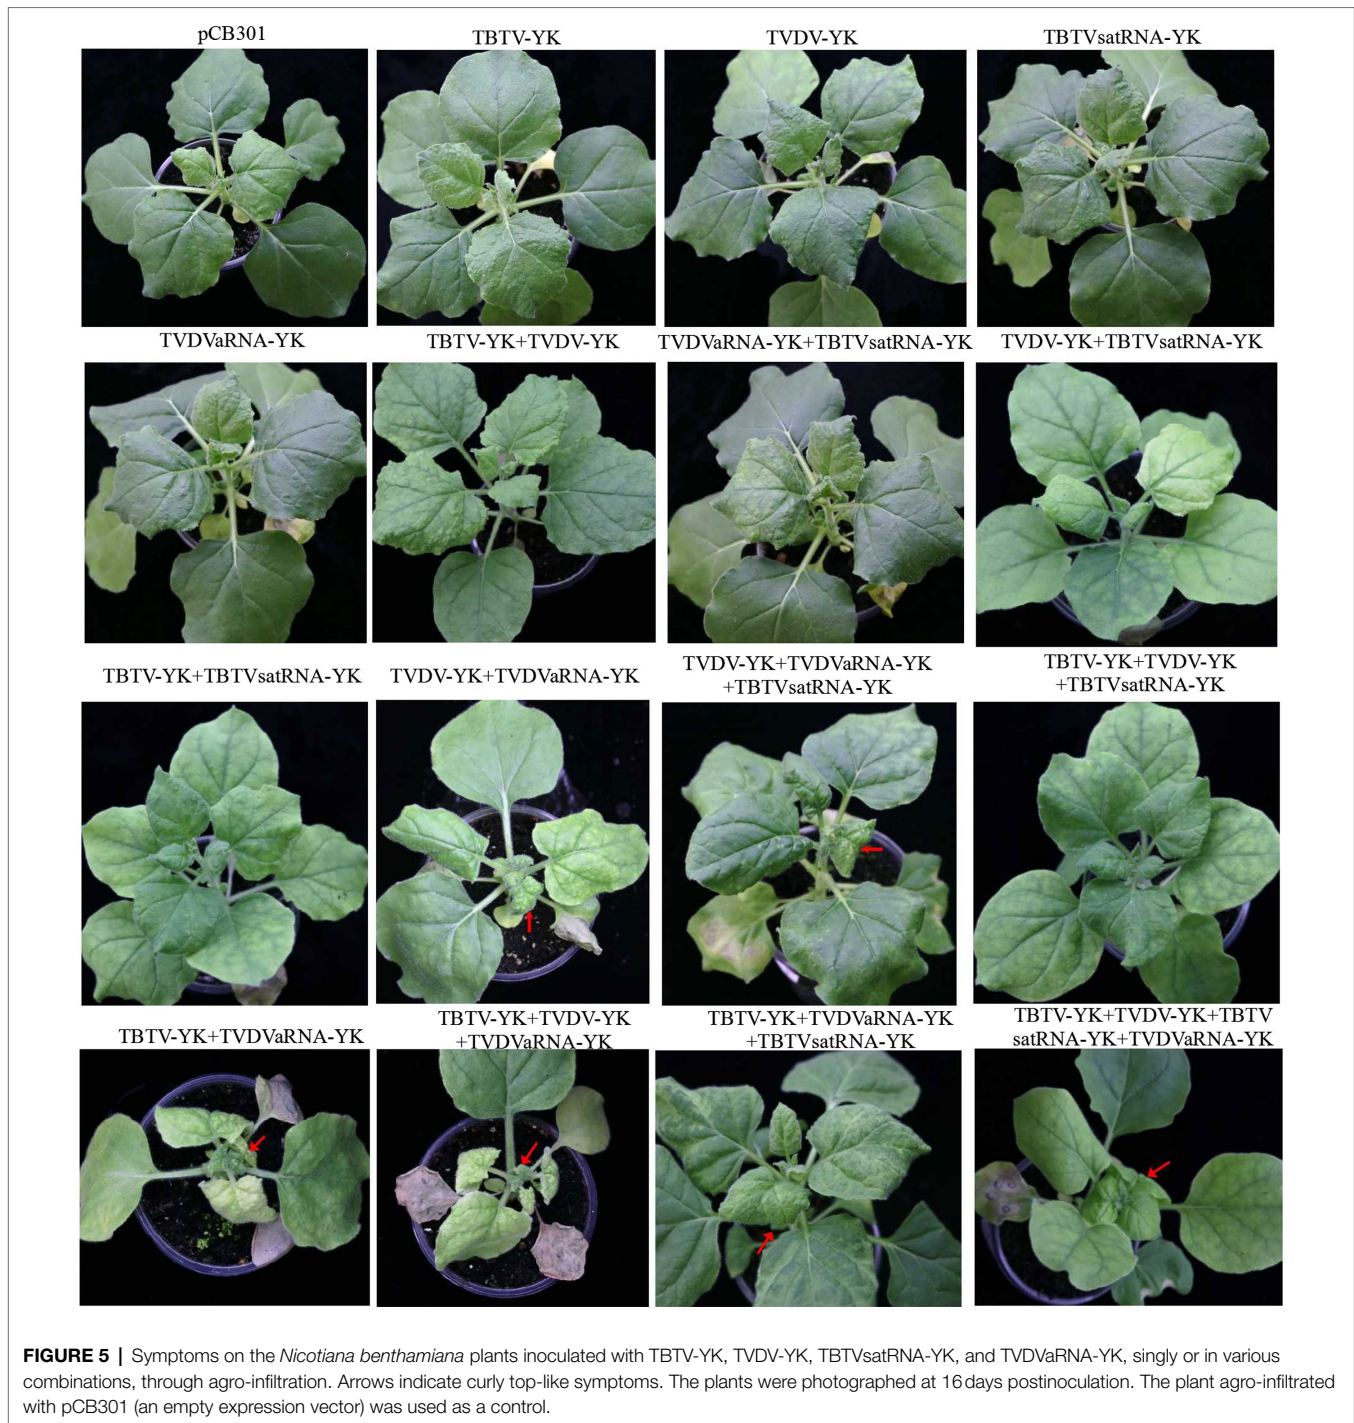 pCB301
TBTV-YK
TVDV-YK
TBTVsatRNA-YK
TVDVaRNA-YK
TBTV-YK+TVDV-YK
TVDVaRNA-YK+TBTVsatRNA-YK
TVDV-YK+TBTVsatRNA-YK
TBTV-YK+TBTVsatRNA-YK
TVDV-YK+TVDVaRNA-YK
TVDV-YK+TVDVaRNA-YK
+TBTVsatRNA-YK
TBTV-YK+TVDV-YK
+TBTVsatRNA-YK
TBTV-YK+TVDVaRNA-YK
TBTV-YK+TVDV-YK
+TVDVaRNA-YK
TBTV-YK+TVDVaRNA-YK
+TBTVsatRNA-YK
TBTV-YK+TVDV-YK+TBTV
satRNA-YK+TVDVaRNA-YK
FIGURE 5 | Symptoms on the Nicotiana benthamiana plants inoculated with TBTV-YK, TVDV-YK, TBTVsatRNA-YK, and TVDVaRNA-YK, singly or in various
combinations, through agro-infiltration. Arrows indicate curly top-like symptoms. The plants were photographed at 16 days postinoculation. The plant agro-infiltrated
with pCB301 (an empty expression vector) was used as a control.